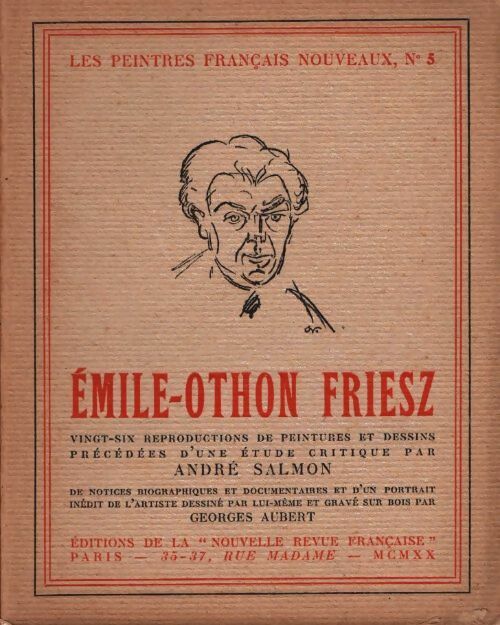 LES PEINTRES FRANÇAIS NOUVEAUX, Nº 5
ÉMILE-OTHON FRIESZ
VINGT-SIX REPRODUCTIONS DE PEINTURES ET DESSINS
PRÉCÉDÉES D'UNE ÉTUDE CRITIQUE PAR
ANDRÉ SALMON
DE NOTICES BIOGRAPHIQUES ET DOCUMENTAIRES ET D'UN PORTRAIT
INÉDIT DE L'ARTISTE DESSINÉ PAR LUI-MÊME ET GRAVÉ SUR BOIS PAR
GEORGES AUBERT
ÉDITIONS DE LA "NOUVELLE REVUE FRANÇAISE"
PARIS — 35-37, RUE MADAME — MCMXX